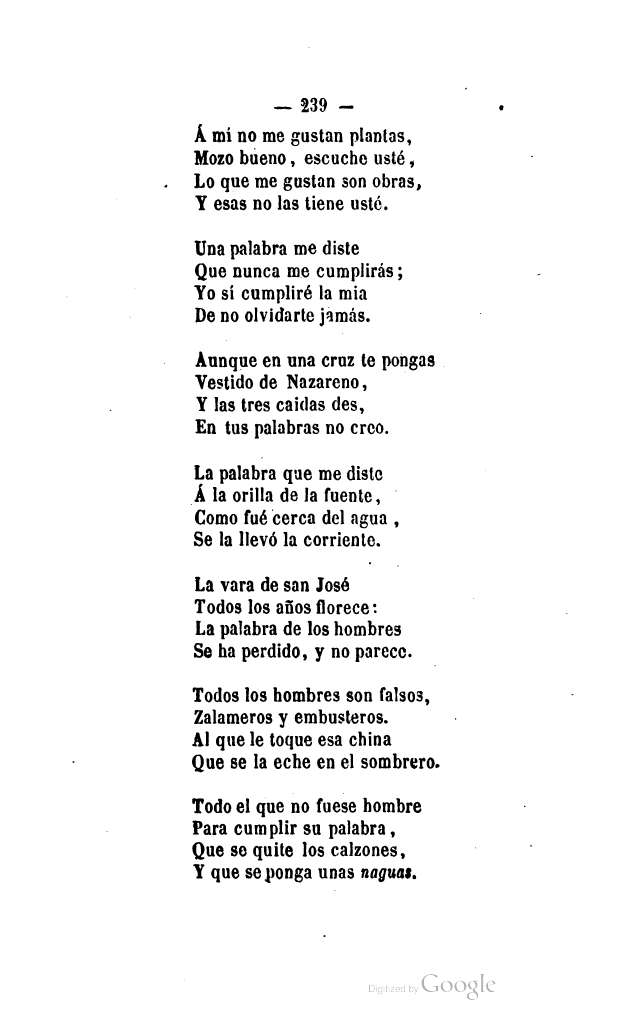 — 239 —
Á mí no me gustan plantas,
Mozo bueno, escuche usté,
Lo que me gustan son obras,
Y esas no las tiene usté.
Una palabra me diste
Que nunca me cumplirás;
Yo sí cumpliré la mia
De no olvidarte jamás.
Aunque en una cruz te pongas
Vestido de Nazareno,
Y las tres caidas des,
En tus palabras no creo.
La palabra que me diste
Á la orilla de la fuente,
Como fué cerca del agua,
Se la llevó la corriente.
La vara de san José
Todos los años florece:
La palabra de los hombres
Se ha perdido, y no parece.
Todos los hombres son falsos,
Zalameros y embusteros.
Al que le toque esa china
Que se la eche en el sombrero.
Todo el que no fuese hombre
Para cumplir su palabra,
Que se quite los calzones,
Y que se ponga unas naguas.
Digitized by Google